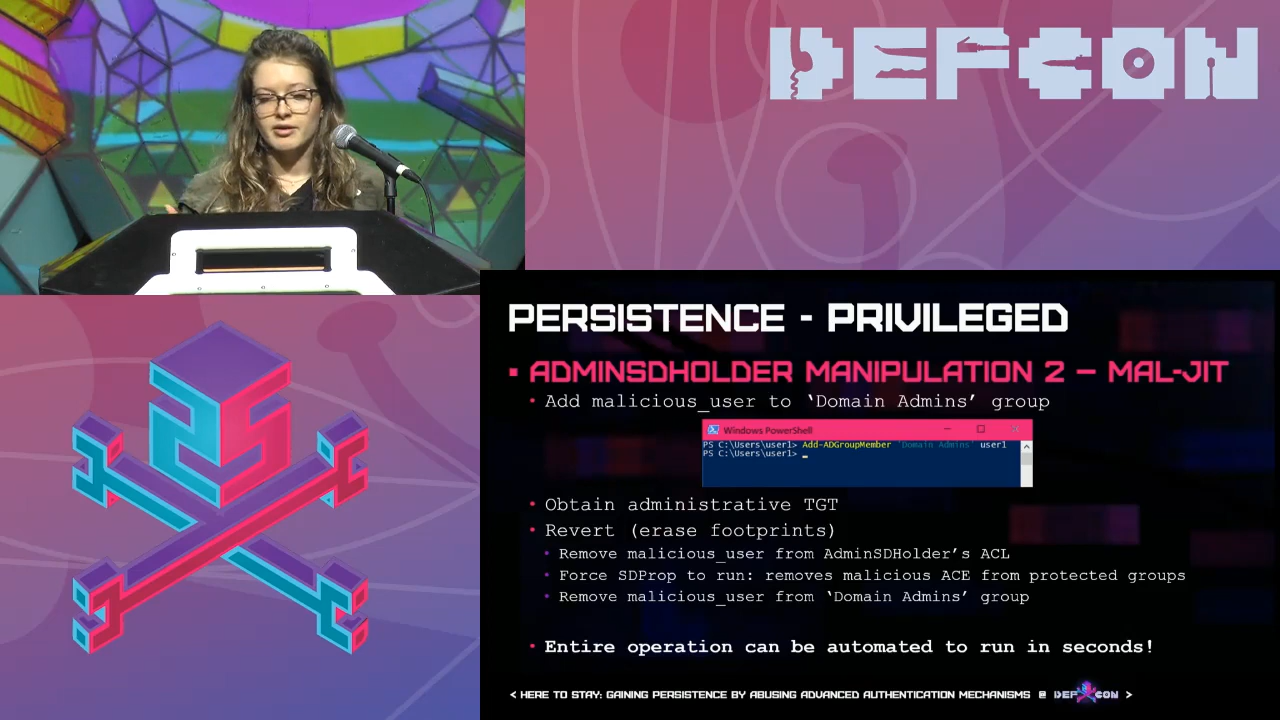 DEFCON
PERSISTENCE - PRIVILEGED
▪ ADMINSDHOLDER MANIPULATION 2 – MAL-JIT
• Add malicious_user to ‘Domain Admins’ group
Windows PowerShell
PS C:\Users\user1> Add-ADGroupMember 'Domain Admins' user1
PS C:\Users\user1> _
• Obtain administrative TGT
• Revert (erase footprints)
• Remove malicious_user from AdminSDHolder’s ACL
• Force SDProp to run: removes malicious ACE from protected groups
• Remove malicious_user from ‘Domain Admins’ group
• Entire operation can be automated to run in seconds!
< HERE TO STAY: GAINING PERSISTENCE BY ABUSING ADVANCED AUTHENTICATION MECHANISMS @ DEF CON >